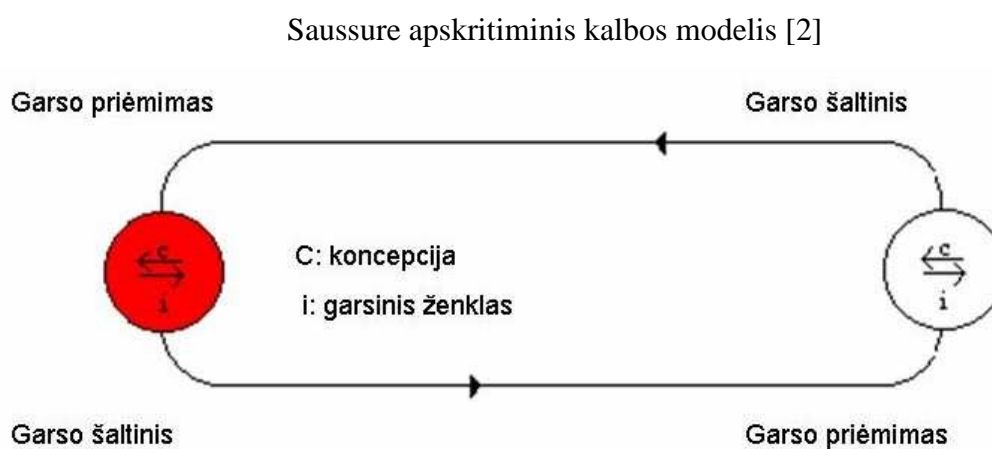 Saussure apskritiminis kalbos modelis [2]
Garso priėmimas
Garso šaltinis
c
i
C: koncepcija
i: garsinis ženklas
c
i
Garso šaltinis
Garso priėmimas